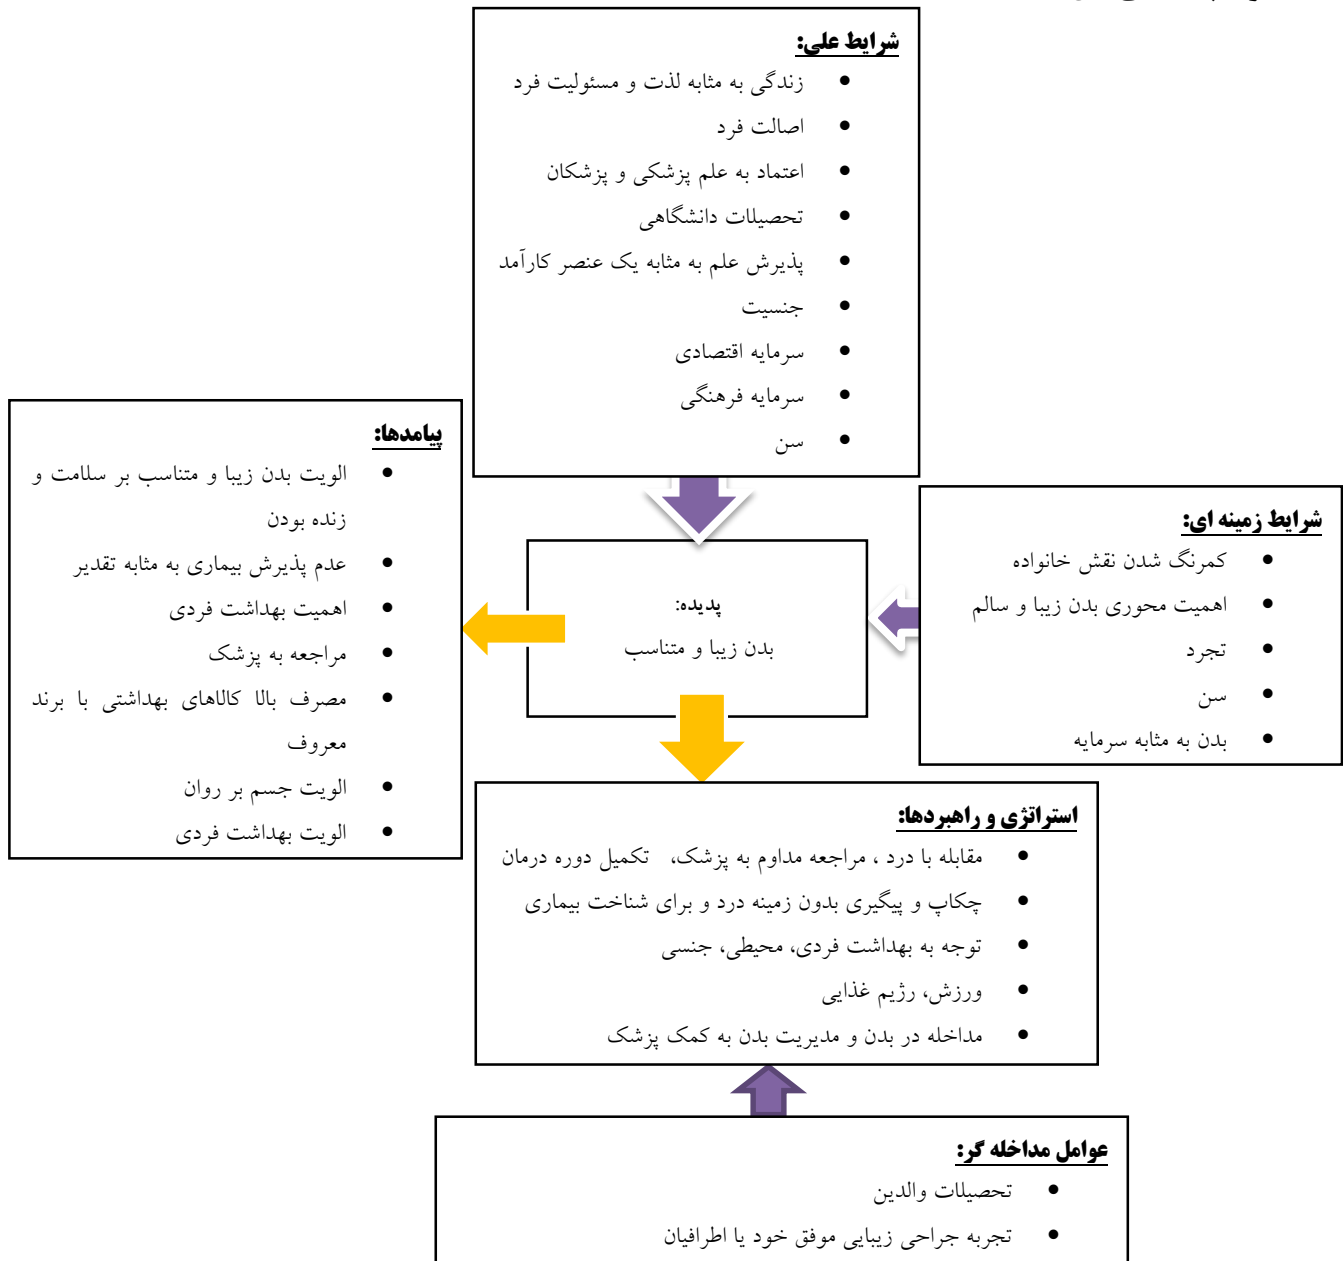 شرایط علی:
• زندگی به مثابه لذت و مسئولیت فرد
• اصالت فرد
• اعتماد به علم پزشکی و پزشکان
• تحصیلات دانشگاهی
• پذیرش علم به مثابه یک عنصر کارآمد
• جنسیت
• سرمایه اقتصادی
• سرمایه فرهنگی
• سن
شرایط زمینه ای:
• کمرنگ شدن نقش خانواده
• اهمیت محوری بدن زیبا و سالم
• تجرد
• سن
• بدن به مثابه سرمایه
پدیده:
بدن زیبا و متناسب
پیامدها:
• الویت بدن زیبا و متناسب بر سلامت و
زنده بودن
• عدم پذیرش بیماری به مثابه تقدیر
• اهمیت بهداشت فردی
• مراجعه به پزشک
• مصرف بالا کالاهای بهداشتی با برند
معروف
• الویت جسم بر روان
• الویت بهداشت فردی
استراتژی و راهبردها:
• مقابله با درد ، مراجعه مداوم به پزشک، تکمیل دوره درمان
• چکاپ و پیگیری بدون زمینه درد و برای شناخت بیماری
• توجه به بهداشت فردی، محیطی، جنسی
• ورزش، رژیم غذایی
• مداخله در بدن و مدیریت بدن به کمک پزشک
عوامل مداخله گر:
• تحصیلات والدین
• تجربه جراحی زیبایی موفق خود یا اطرافیان